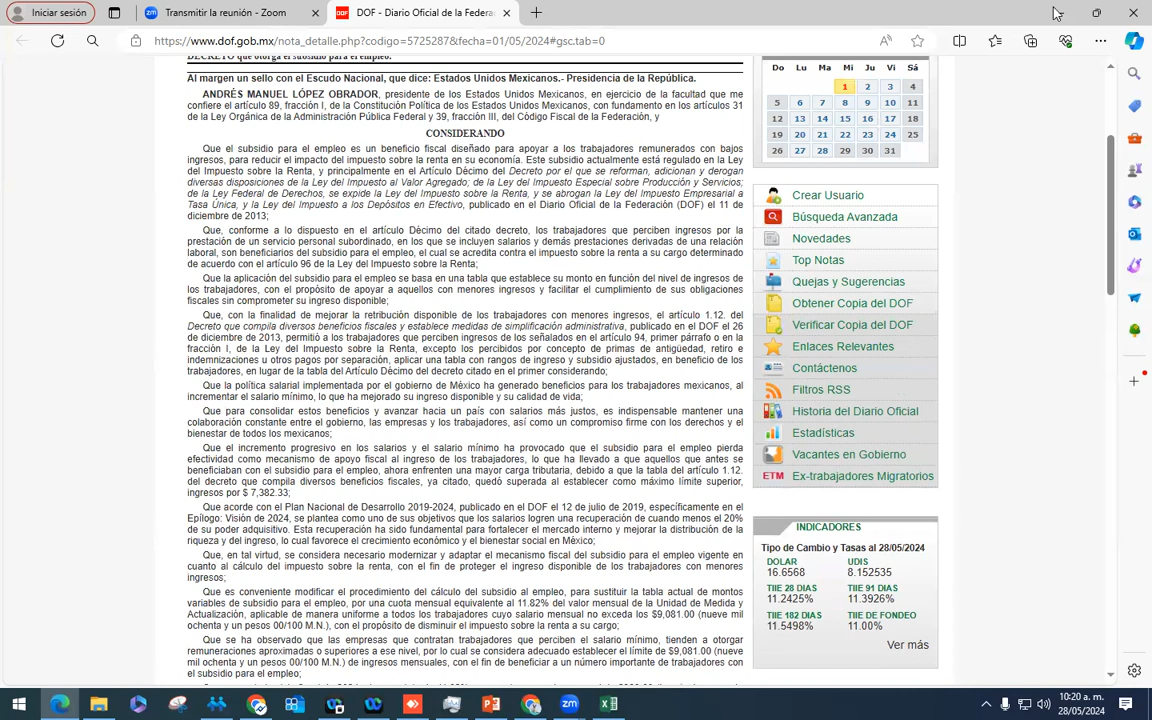 Iniciar sesión
Transmitir la reunión - Zoom
DOF - Diario Oficial de la Federa
https://www.dof.gob.mx/nota_detalle.php?codigo=5725287&fecha=01/05/2024#gsc.tab=0
DECRETO que otorga el subsidio para el empleo.
Al margen un sello con el Escudo Nacional, que dice: Estados Unidos Mexicanos.- Presidencia de la República.
ANDRÉS MANUEL LÓPEZ OBRADOR, presidente de los Estados Unidos Mexicanos, en ejercicio de la facultad que me
confiere el artículo 89, fracción I, de la Constitución Política de los Estados Unidos Mexicanos, con fundamento en los artículos 31
de la Ley Orgánica de la Administración Pública Federal y 39, fracción III, del Código Fiscal de la Federación, y
CONSIDERANDO
Que el subsidio para el empleo es un beneficio fiscal diseñado para apoyar a los trabajadores remunerados con bajos
ingresos, para reducir el impacto del impuesto sobre la renta en su economía. Este subsidio actualmente está regulado en la Ley
del Impuesto sobre la Renta, y principalmente en el Artículo Décimo del Decreto por el que se reforman, adicionan y derogan
diversas disposiciones de la Ley del Impuesto al Valor Agregado; de la Ley del Impuesto Especial sobre Producción y Servicios;
de la Ley Federal de Derechos, se expide la Ley del Impuesto sobre la Renta, y se abrogan la Ley del Impuesto Empresarial a
Tasa Única, y la Ley del Impuesto a los Depósitos en Efectivo, publicado en el Diario Oficial de la Federación (DOF) el 11 de
diciembre de 2013;
Que, conforme a lo dispuesto en el artículo Décimo del citado decreto, los trabajadores que perciben ingresos por la
prestación de un servicio personal subordinado, en los que se incluyen salarios y demás prestaciones derivadas de una relación
laboral, son beneficiarios del subsidio para el empleo, el cual se acredita contra el impuesto sobre la renta a su cargo determinado
de acuerdo con el artículo 96 de la Ley del Impuesto sobre la Renta;
Que la aplicación del subsidio para el empleo se basa en una tabla que establece su monto en función del nivel de ingresos de
los trabajadores, con el propósito de apoyar a aquellos con menores ingresos y facilitar el cumplimiento de sus obligaciones
fiscales sin comprometer su ingreso disponible;
Que, con la finalidad de mejorar la retribución disponible de los trabajadores con menores ingresos, el artículo 1.12. del
Decreto que compila diversos beneficios fiscales y establece medidas de simplificación administrativa, publicado en el DOF el 26
de diciembre de 2013, permitió a los trabajadores que perciben ingresos de los señalados en el artículo 94, primer párrafo o en la
fracción I, de la Ley del Impuesto sobre la Renta, excepto los percibidos por concepto de primas de antigüedad, retiro e
indemnizaciones u otros pagos por separación, aplicar una tabla con rangos de ingreso y subsidio ajustados, en beneficio de los
trabajadores, en lugar de la tabla del Artículo Décimo del decreto citado en el primer considerando;
Que la política salarial implementada por el gobierno de México ha generado beneficios para los trabajadores mexicanos, al
incrementar el salario mínimo, lo que ha mejorado su ingreso disponible y su calidad de vida;
Que para consolidar estos beneficios y avanzar hacia un país con salarios más justos, es indispensable mantener una
colaboración constante entre el gobierno, las empresas y los trabajadores, así como un compromiso firme con los derechos y el
bienestar de todos los mexicanos;
Que el incremento progresivo en los salarios y el salario mínimo ha provocado que el subsidio para el empleo pierda
efectividad como mecanismo de apoyo fiscal al ingreso de los trabajadores, lo que ha llevado a que aquellos que antes se
beneficiaban con el subsidio para el empleo, ahora enfrenten una mayor carga tributaria, debido a que la tabla del artículo 1.12.
del decreto que compila diversos beneficios fiscales, ya citado, quedó superada al establecer como máximo límite superior,
ingresos por $ 7,382.33;
Que acorde con el Plan Nacional de Desarrollo 2019-2024, publicado en el DOF el 12 de julio de 2019, específicamente en el
Epílogo: Visión de 2024, se plantea como uno de sus objetivos que los salarios logren una recuperación de cuando menos el 20%
de su poder adquisitivo. Esta recuperación ha sido fundamental para fortalecer el mercado interno y mejorar la distribución de la
riqueza y del ingreso, lo cual favorece el crecimiento económico y el bienestar social en México;
Que, en tal virtud, se considera necesario modernizar y adaptar el mecanismo fiscal del subsidio para el empleo vigente en
cuanto al cálculo del impuesto sobre la renta, con el fin de proteger el ingreso disponible de los trabajadores con menores
ingresos;
Que es conveniente modificar el procedimiento del cálculo del subsidio al empleo, para sustituir la tabla actual de montos
variables de subsidio para el empleo, por una cuota mensual equivalente al 11.82% del valor mensual de la Unidad de Medida y
Actualización, aplicable de manera uniforme a todos los trabajadores cuyo salario mensual no exceda los $9,081.00 (nueve mil
ochenta y un pesos 00/100 M.N.), con el propósito de disminuir el impuesto sobre la renta a su cargo;
Que se ha observado que las empresas que contratan trabajadores que perciben el salario mínimo, tienden a otorgar
remuneraciones aproximadas o superiores a ese nivel, por lo cual se considera adecuado establecer el límite de $9,081.00 (nueve
mil ochenta y un pesos 00/100 M.N.) de ingresos mensuales, con el fin de beneficiar a un número importante de trabajadores con
el subsidio para el empleo;
Do Lu Ma Mi Ju Vi Sá
1 2 3 4
5 6 7 8 9 10 11
12 13 14 15 16 17 18
19 20 21 22 23 24 25
26 27 28 29 30 31
Crear Usuario
Búsqueda Avanzada
Novedades
Top Notas
Quejas y Sugerencias
Obtener Copia del DOF
Verificar Copia del DOF
Enlaces Relevantes
Contáctenos
Filtros RSS
Historia del Diario Oficial
Estadísticas
Vacantes en Gobierno
ETM Ex-trabajadores Migratorios
INDICADORES
Tipo de Cambio y Tasas al 28/05/2024
DOLAR UDIS
16.6568 8.152535
TIIE 28 DIAS TIIE 91 DIAS
11.2425% 11.3926%
TIIE 182 DIAS TIIE DE FONDEO
11.5498% 11.00%
Ver más
10:20 a. m.
28/05/2024